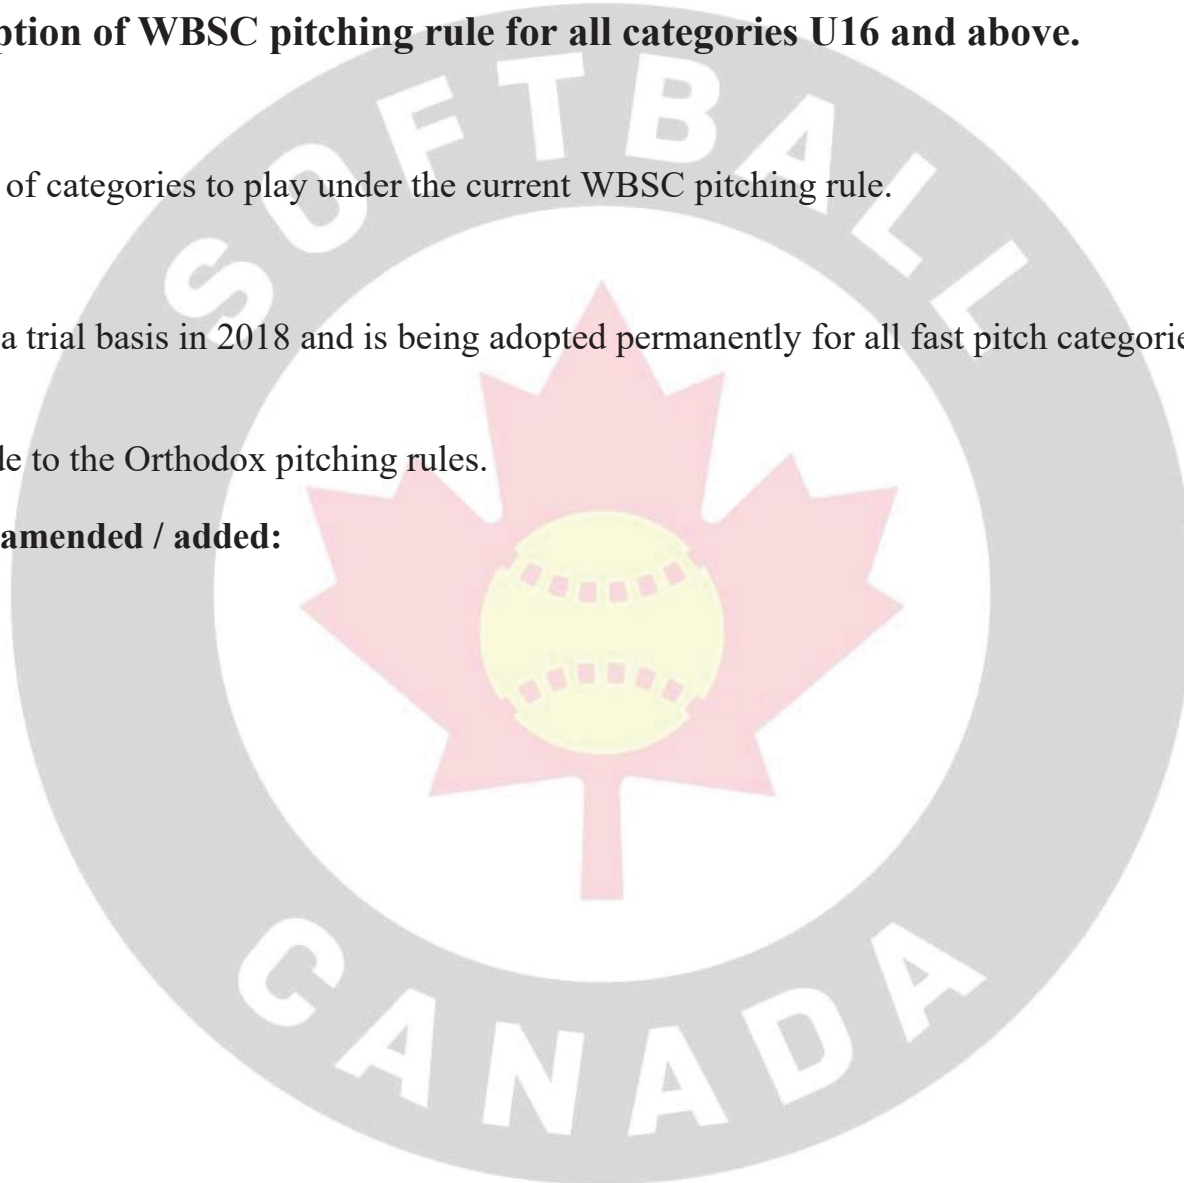 ption of WBSC pitching rule for all categories U16 and above.
SOFTBALL
of categories to play under the current WBSC pitching rule.
a trial basis in 2018 and is being adopted permanently for all fast pitch categorie
le to the Orthodox pitching rules.
amended / added:
CANADA